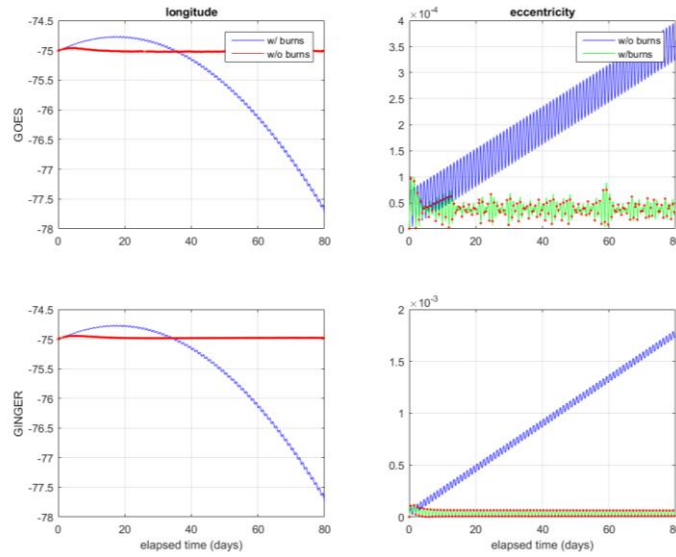 longitude
-74.5
-75
-75.5
-76
-76.5
-77
-77.5
-78
GOES
0 20 40 60 80
w/ burns
w/o burns
eccentricity
×10-4
4
3.5
3
2.5
2
1.5
1
0.5
0
0 20 40 60 80
w/o burns
w/burns
-74.5
-75
-75.5
-76
-76.5
-77
-77.5
-78
GINGER
0 20 40 60 80
elapsed time (days)
×10-3
2
1.5
1
0.5
0
0 20 40 60 80
elapsed time (days)